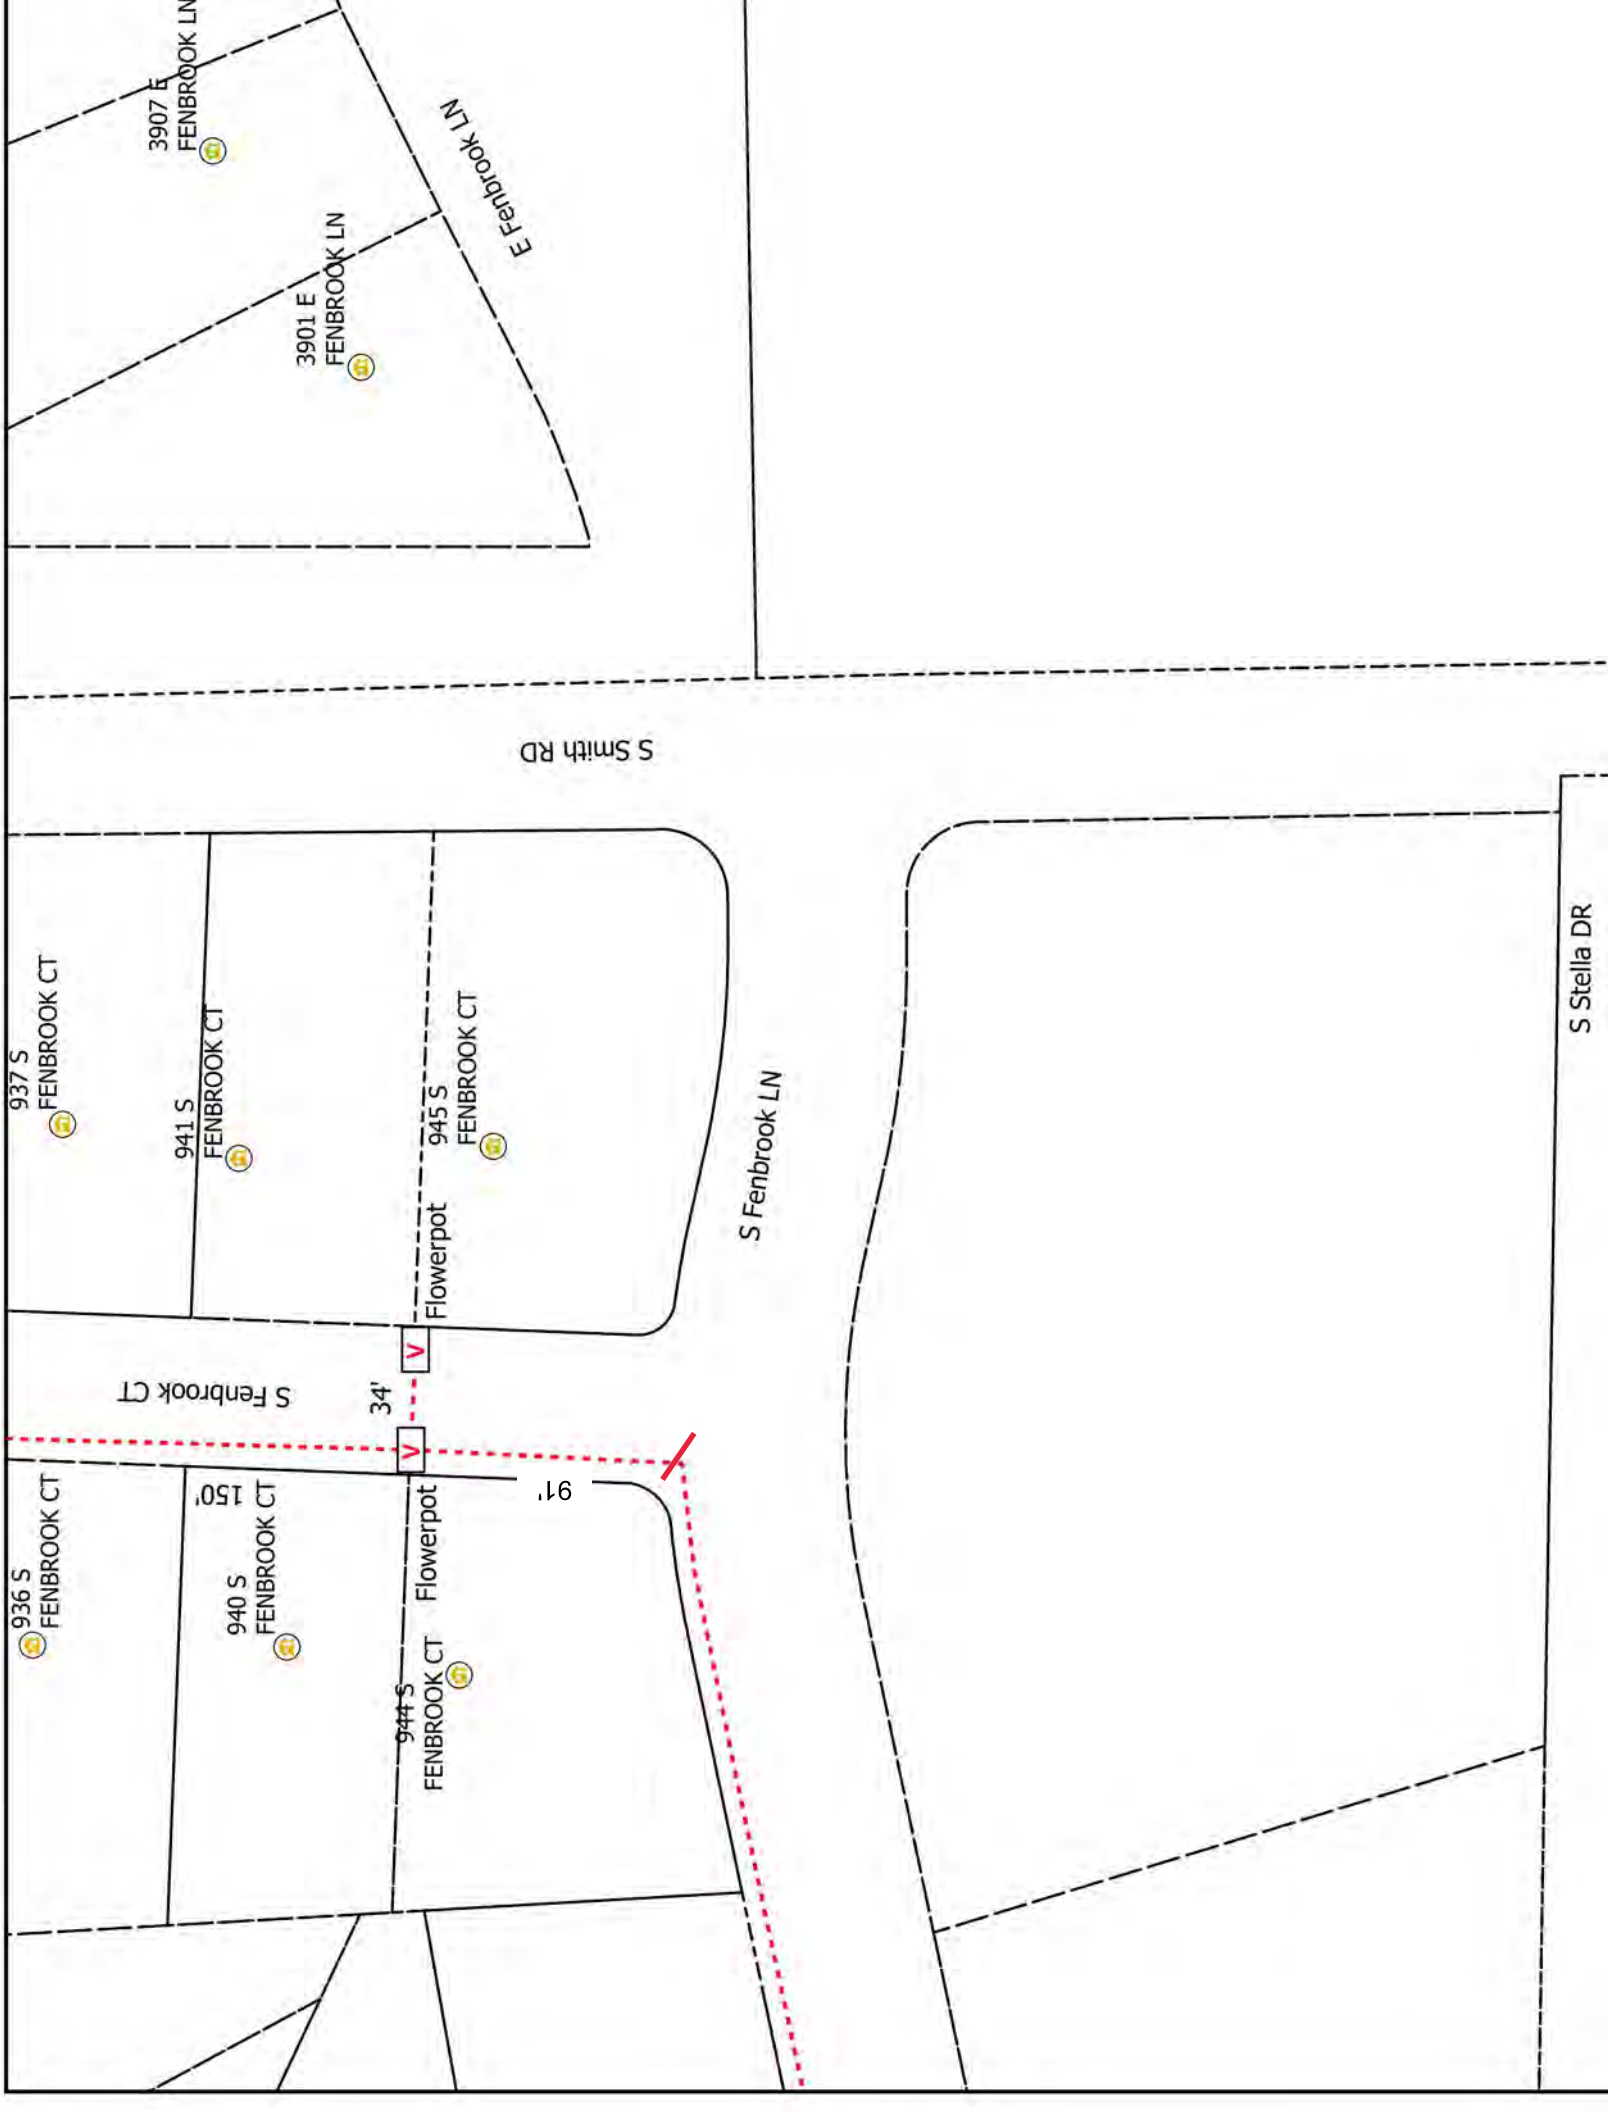 3907 E
FENBROOK LN
E Fenbrook LN
3901 E
FENBROOK LN
S Smith RD
937 S
FENBROOK CT
941 S
FENBROOK CT
945 S
FENBROOK CT
Flowerpot
S Fenbrook LN
S Stella DR
V
S Fenbrook CT
34'
V
150'
91'
936 S
FENBROOK CT
940 S
FENBROOK CT
Flowerpot
944 S
FENBROOK CT